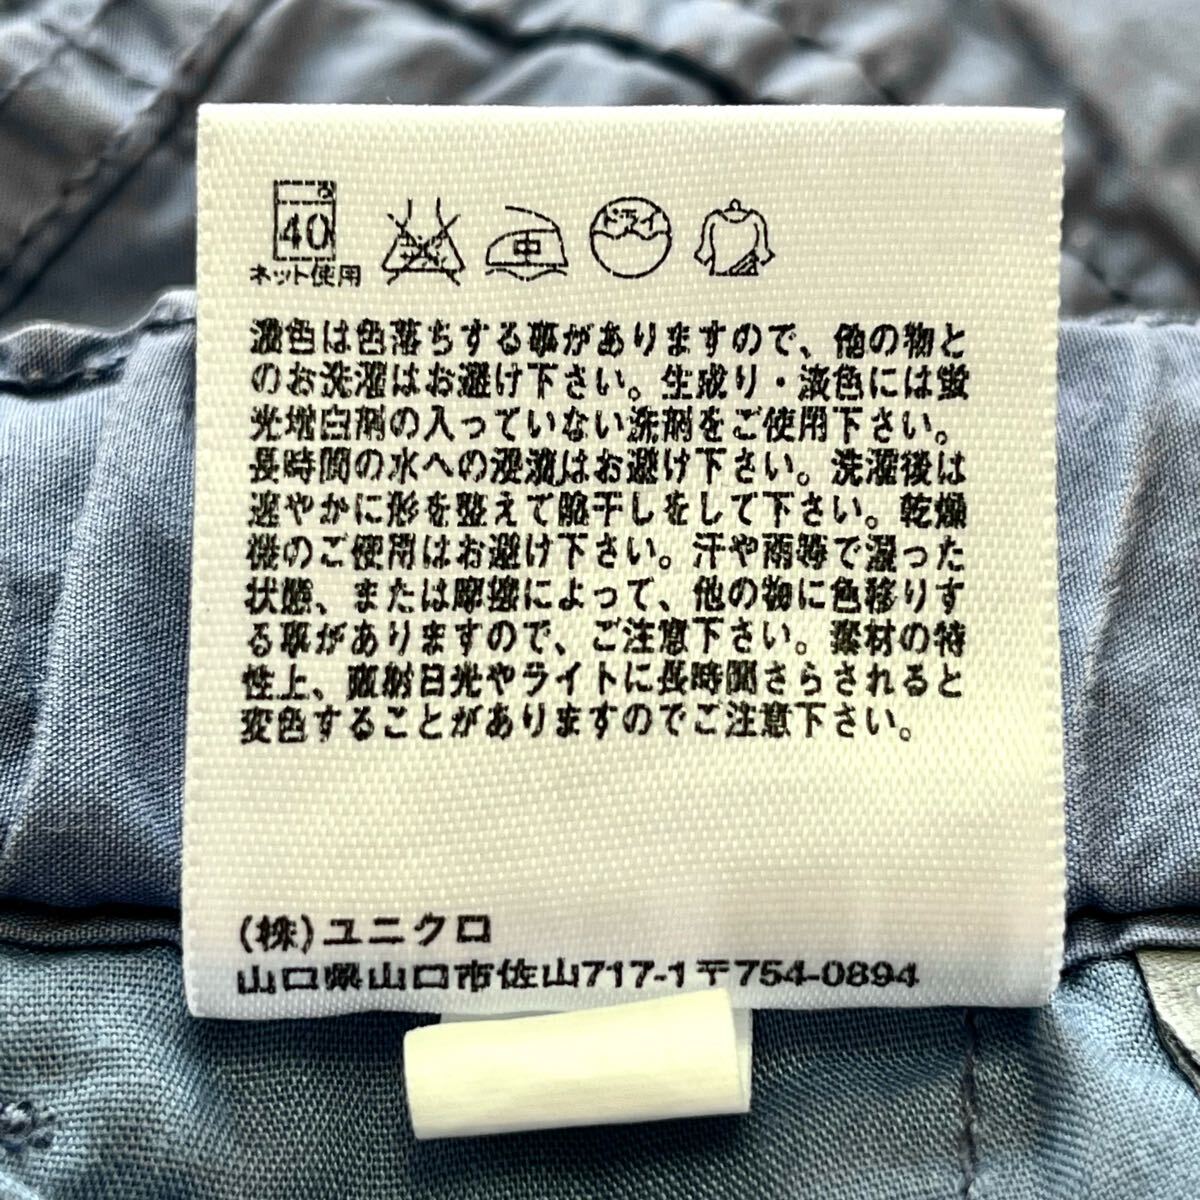 40
ネット使用
中
ドライ
濃色は色落ちする事がありますので、他の物と
のお洗濯はお避け下さい。生成り・淡色には蛍
光増白剤の入っていない洗剤をご使用下さい。
長時間の水への浸漬はお避け下さい。洗濯後は
速やかに形を整えて陰干しをして下さい。乾燥
機のご使用はお避け下さい。汗や雨等で湿った
状態、または摩擦によって、他の物に色移りす
る事がありますので、ご注意下さい。素材の特
性上、直射日光やライトに長時間さらされると
変色することがありますのでご注意下さい。
(株)ユニクロ
山口県山口市佐山717-1〒754-0894